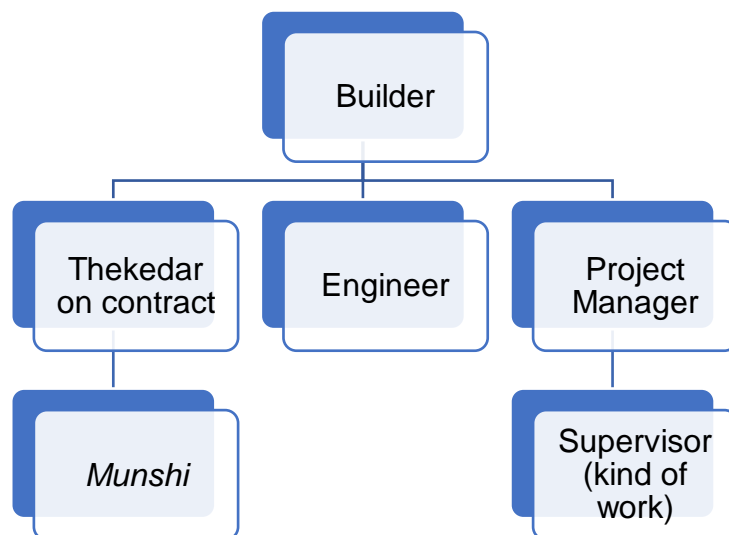 Builder
Thekedar
on contract
Engineer
Project
Manager
Munshi
Supervisor
(kind of
work)